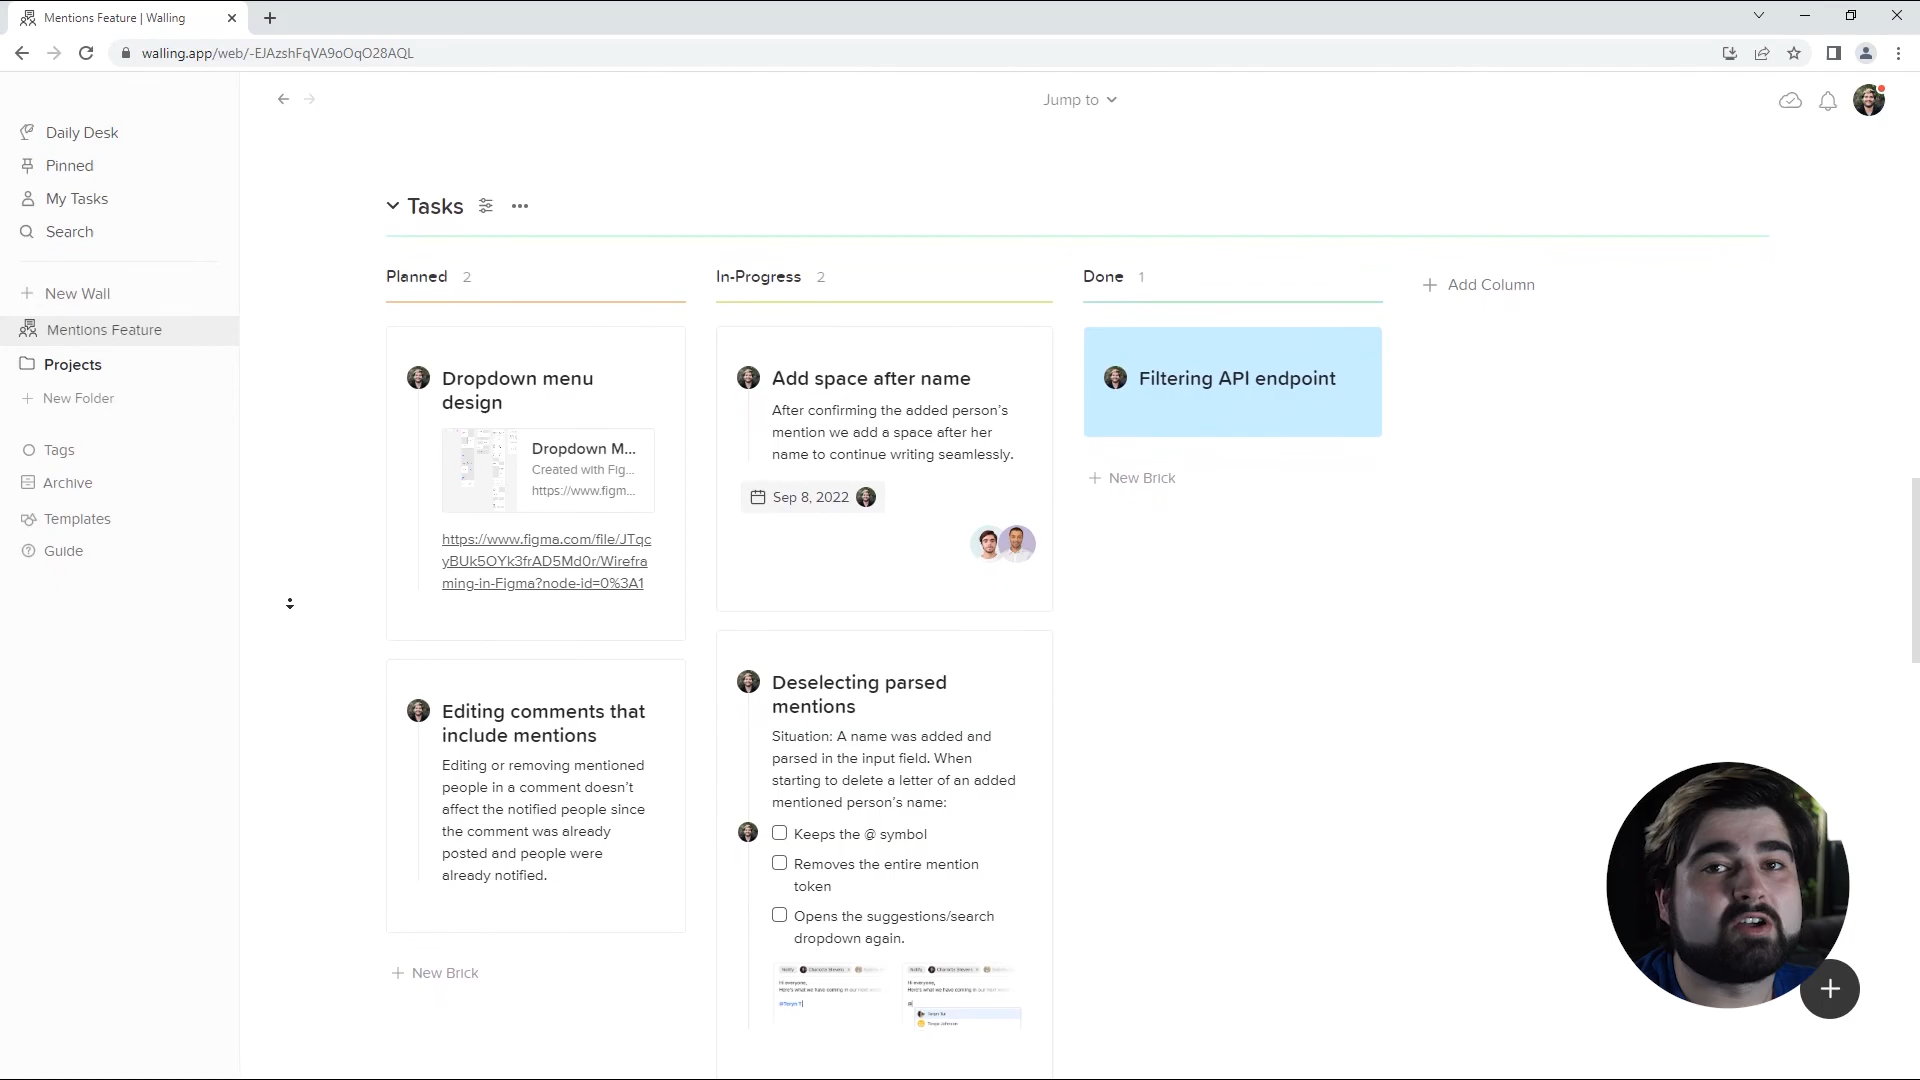 Mentions Feature | Walling
walling.app/web/-EJAzshFqVA9oOqO28AQL
Jump to
Daily Desk
Pinned
My Tasks
Search
New Wall
Mentions Feature
Projects
New Folder
Tags
Archive
Templates
Guide
Tasks
Planned 2
Dropdown menu
design
Dropdown M...
Created with Fig...
https://www.figm...
https://www.figma.com/file/JTqc
yBUk5OYk3frAD5Md0r/Wirefra
ming-in-Figma?node-id=0%3A1
Editing comments that
include mentions
Editing or removing mentioned
people in a comment doesn’t
affect the notified people since
the comment was already
posted and people were
already notified.
New Brick
In-Progress 2
Add space after name
After confirming the added person’s
mention we add a space after her
name to continue writing seamlessly.
Sep 8, 2022
Deselecting parsed
mentions
Situation: A name was added and
parsed in the input field. When
starting to delete a letter of an added
mentioned person’s name:
Keeps the @ symbol
Removes the entire mention
token
Opens the suggestions/search
dropdown again.
Hi everyone,
Hi everyone,
Done 1
Filtering API endpoint
New Brick
Add Column